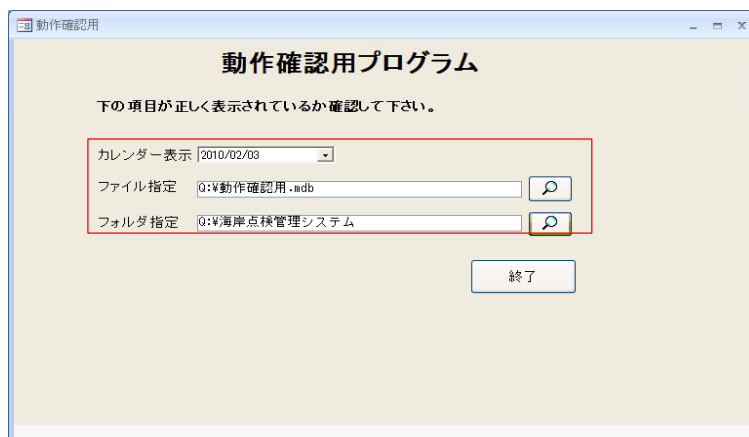 動作確認用
動作確認用プログラム
下の項目が正しく表示されているか確認して下さい。
カレンダー表示 2010/02/03
ファイル指定 Q:¥動作確認用.mdb
フォルダ指定 Q:¥海岸点検管理システム
終了